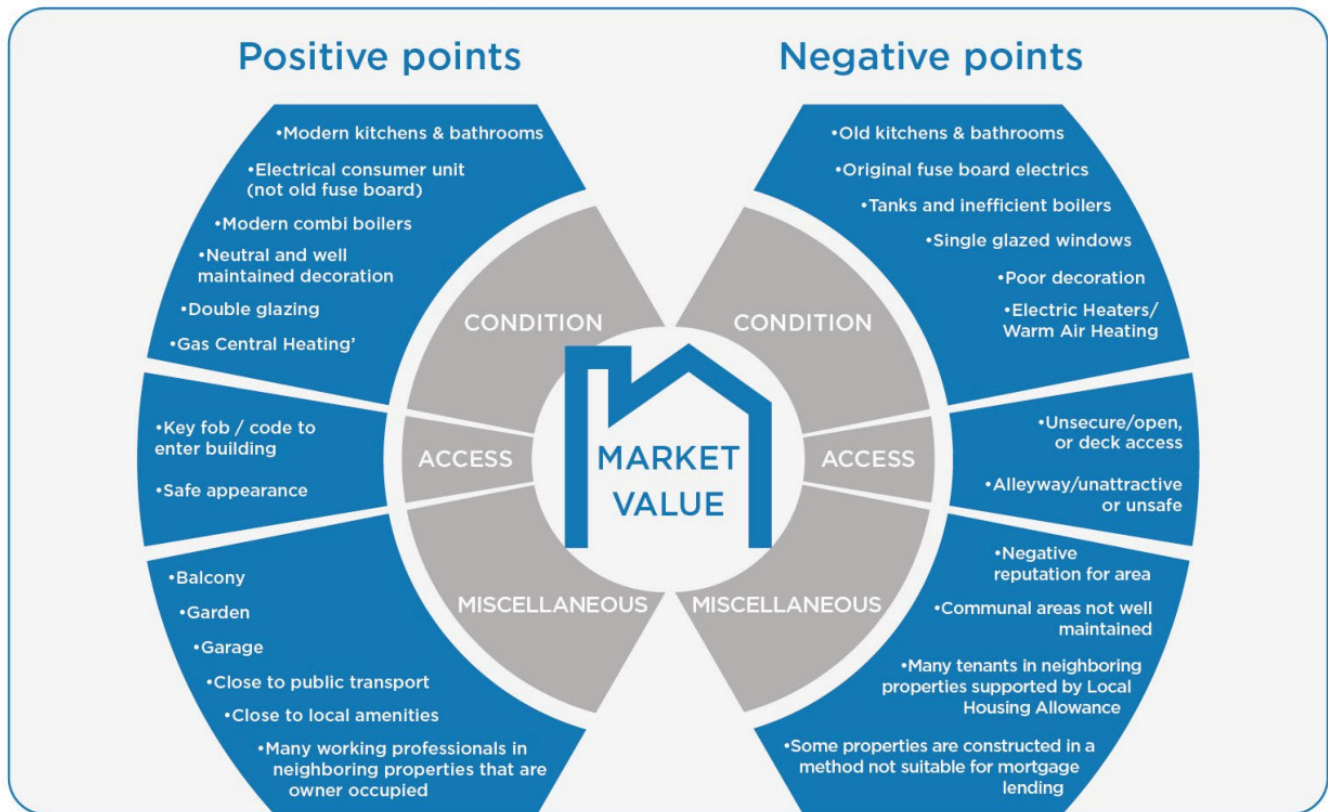 Positive points
•Modern kitchens & bathrooms
•Electrical consumer unit
(not old fuse board)
•Modern combi boilers
•Neutral and well
maintained decoration
•Double glazing
•Gas Central Heating’
CONDITION
•Key fob / code to
enter building
•Safe appearance
ACCESS
•Balcony
•Garden
•Garage
•Close to public transport
•Close to local amenities
•Many working professionals in
neighboring properties that are
owner occupied
MISCELLANEOUS
MARKET
VALUE
Negative points
•Old kitchens & bathrooms
•Original fuse board electrics
•Tanks and inefficient boilers
•Single glazed windows
•Poor decoration
•Electric Heaters/
Warm Air Heating
CONDITION
•Unsecure/open,
or deck access
•Alleyway/unattractive
or unsafe
ACCESS
•Negative
reputation for area
•Communal areas not well
maintained
•Many tenants in neighboring
properties supported by Local
Housing Allowance
•Some properties are constructed in a
method not suitable for mortgage
lending
MISCELLANEOUS